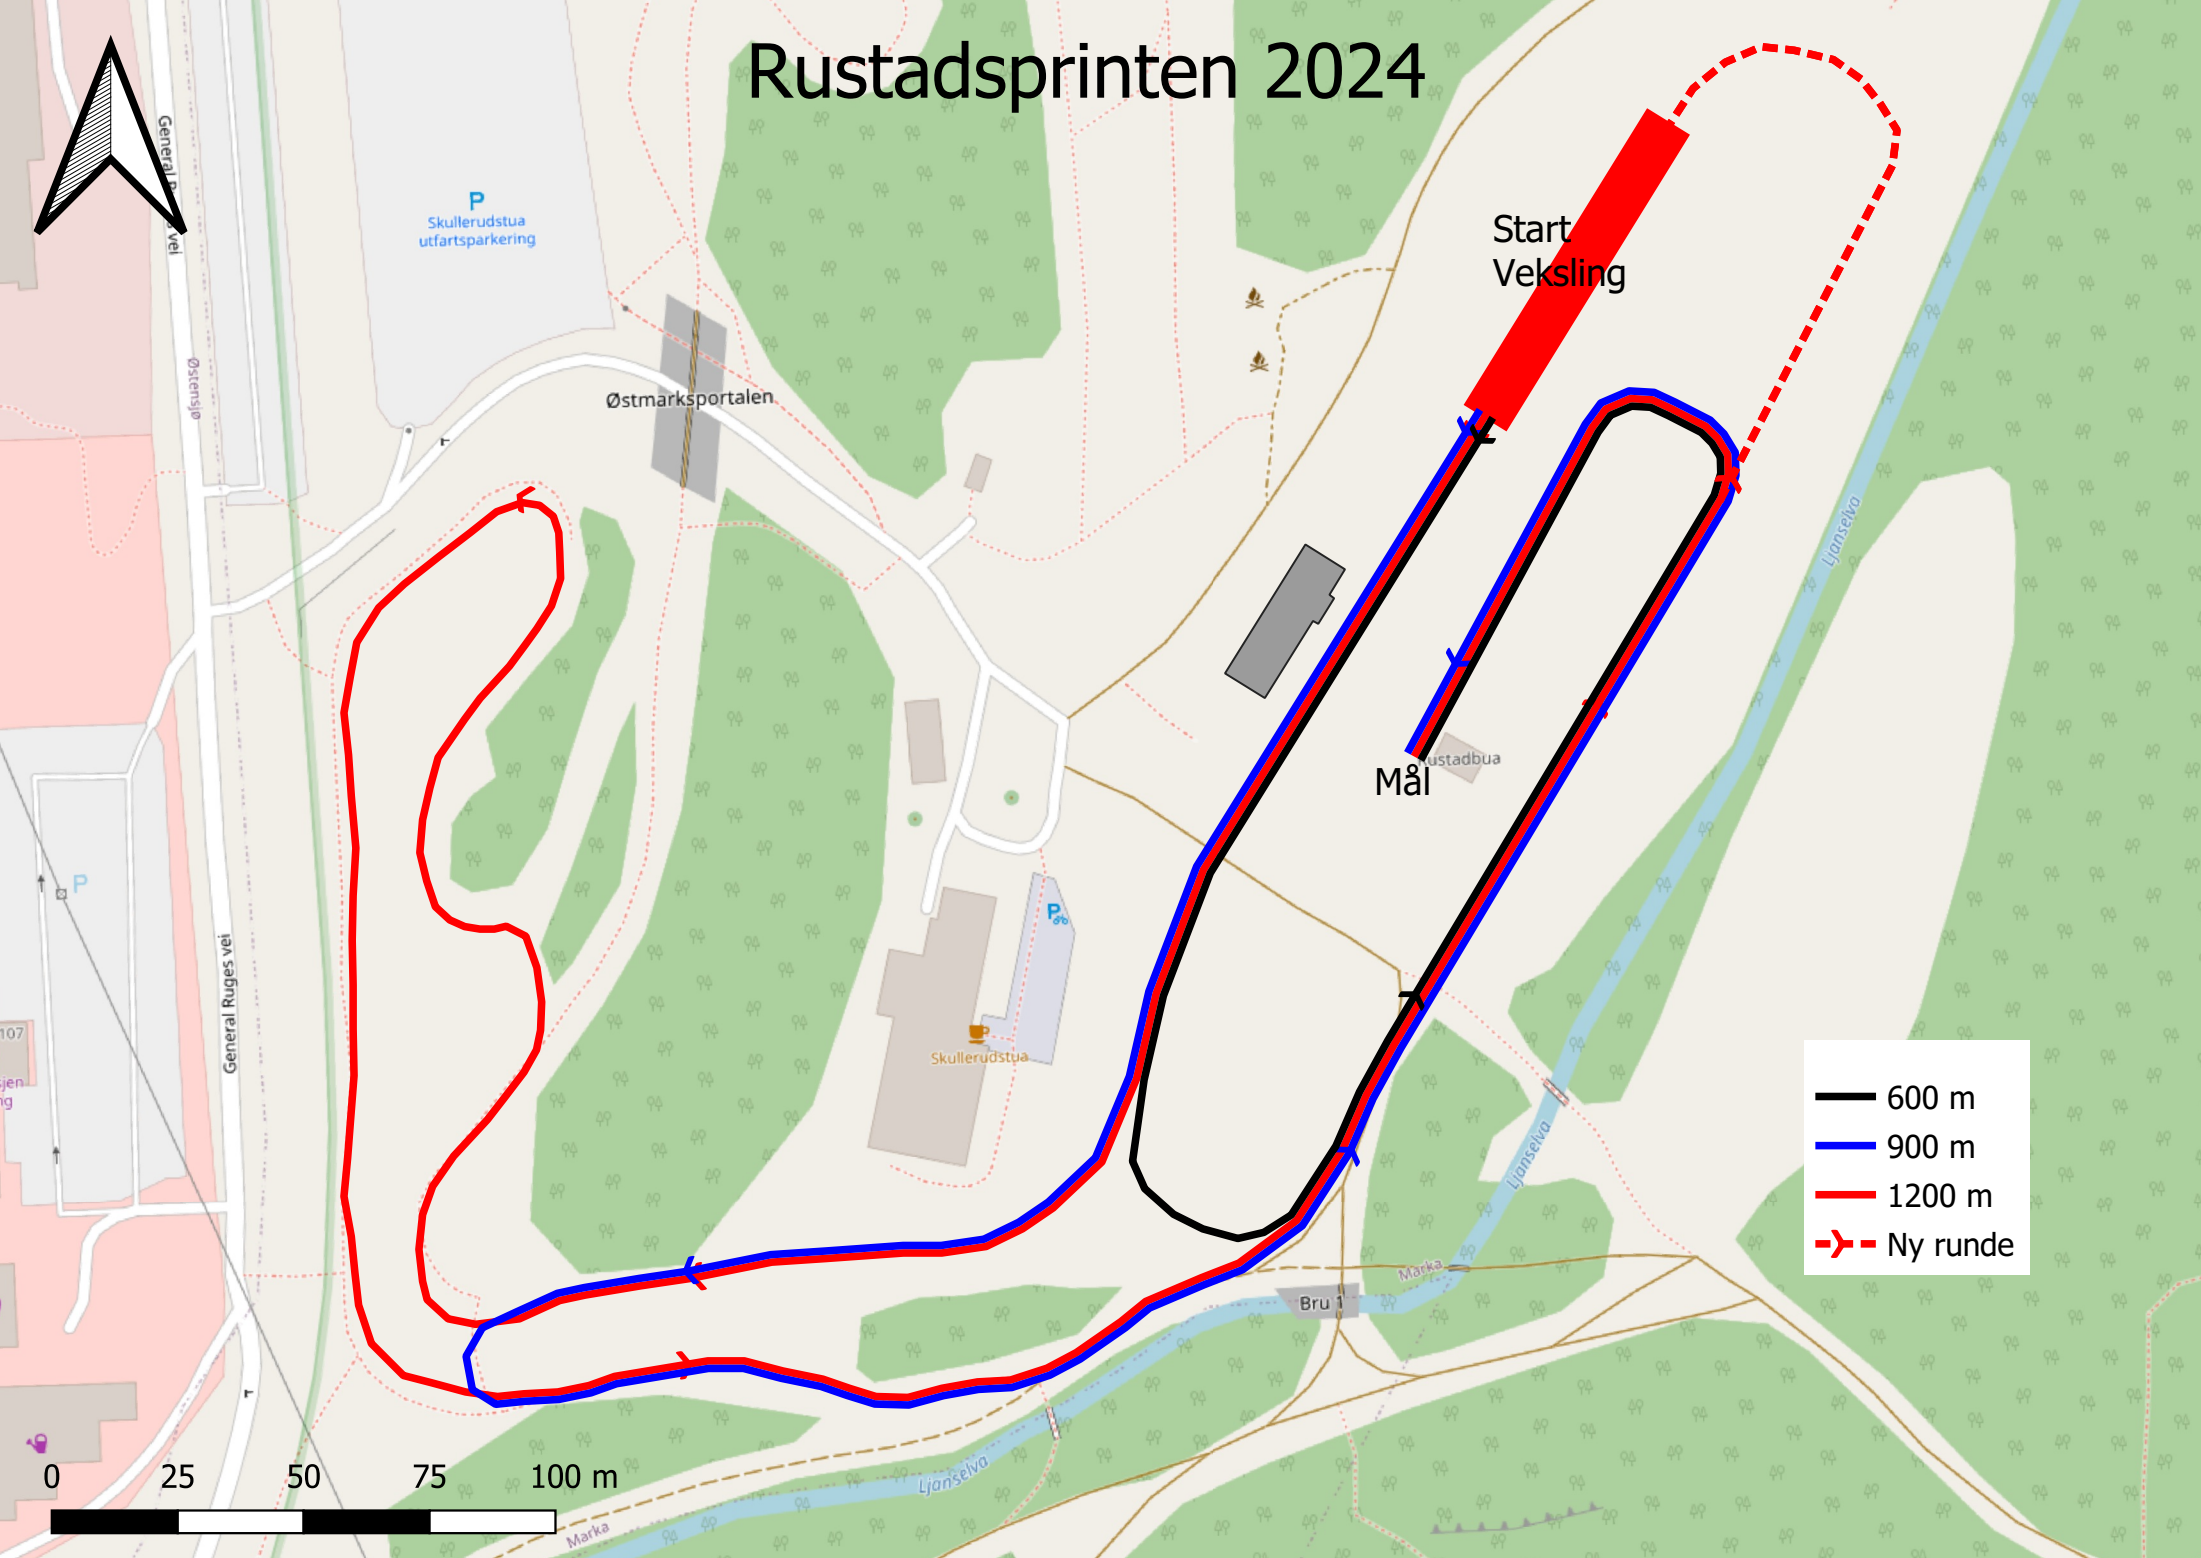 Rustadsprinten 2024
P
Skullerudstua
utfartsparkering
Østensjø
Østmarksportalen
Start
Veksling
Ljanselva
Rustadbua
Mål
P
P
General Ruges vei
Skullerudstua
107
Ljanselva
Marka
Bru 1
600 m
900 m
1200 m
Ny runde
0 25 50 75 100 m
Ljanselva
Marka